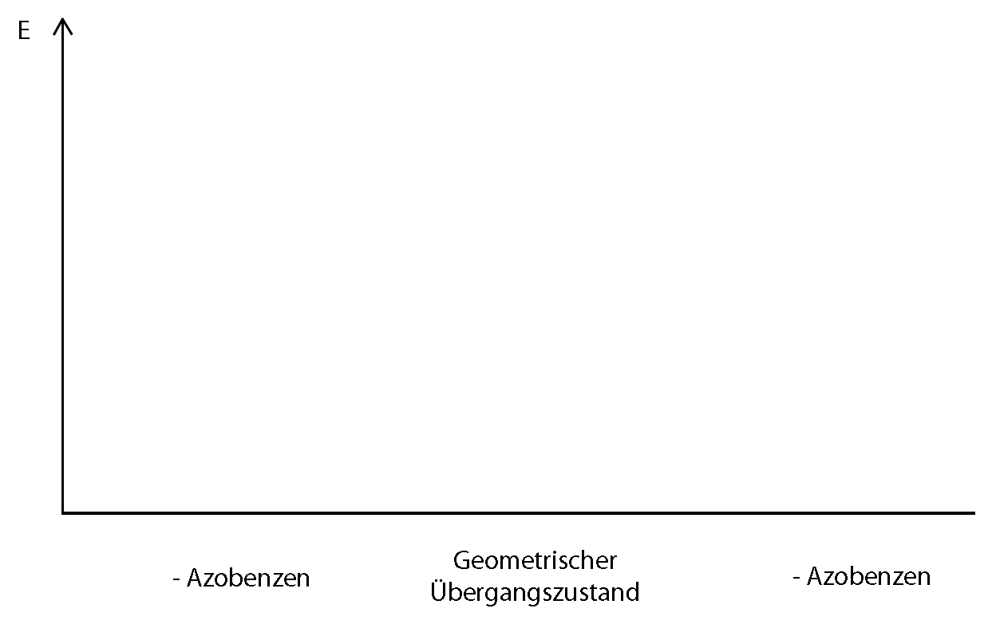 E
- Azobenzen
Geometrischer
Übergangszustand
- Azobenzen